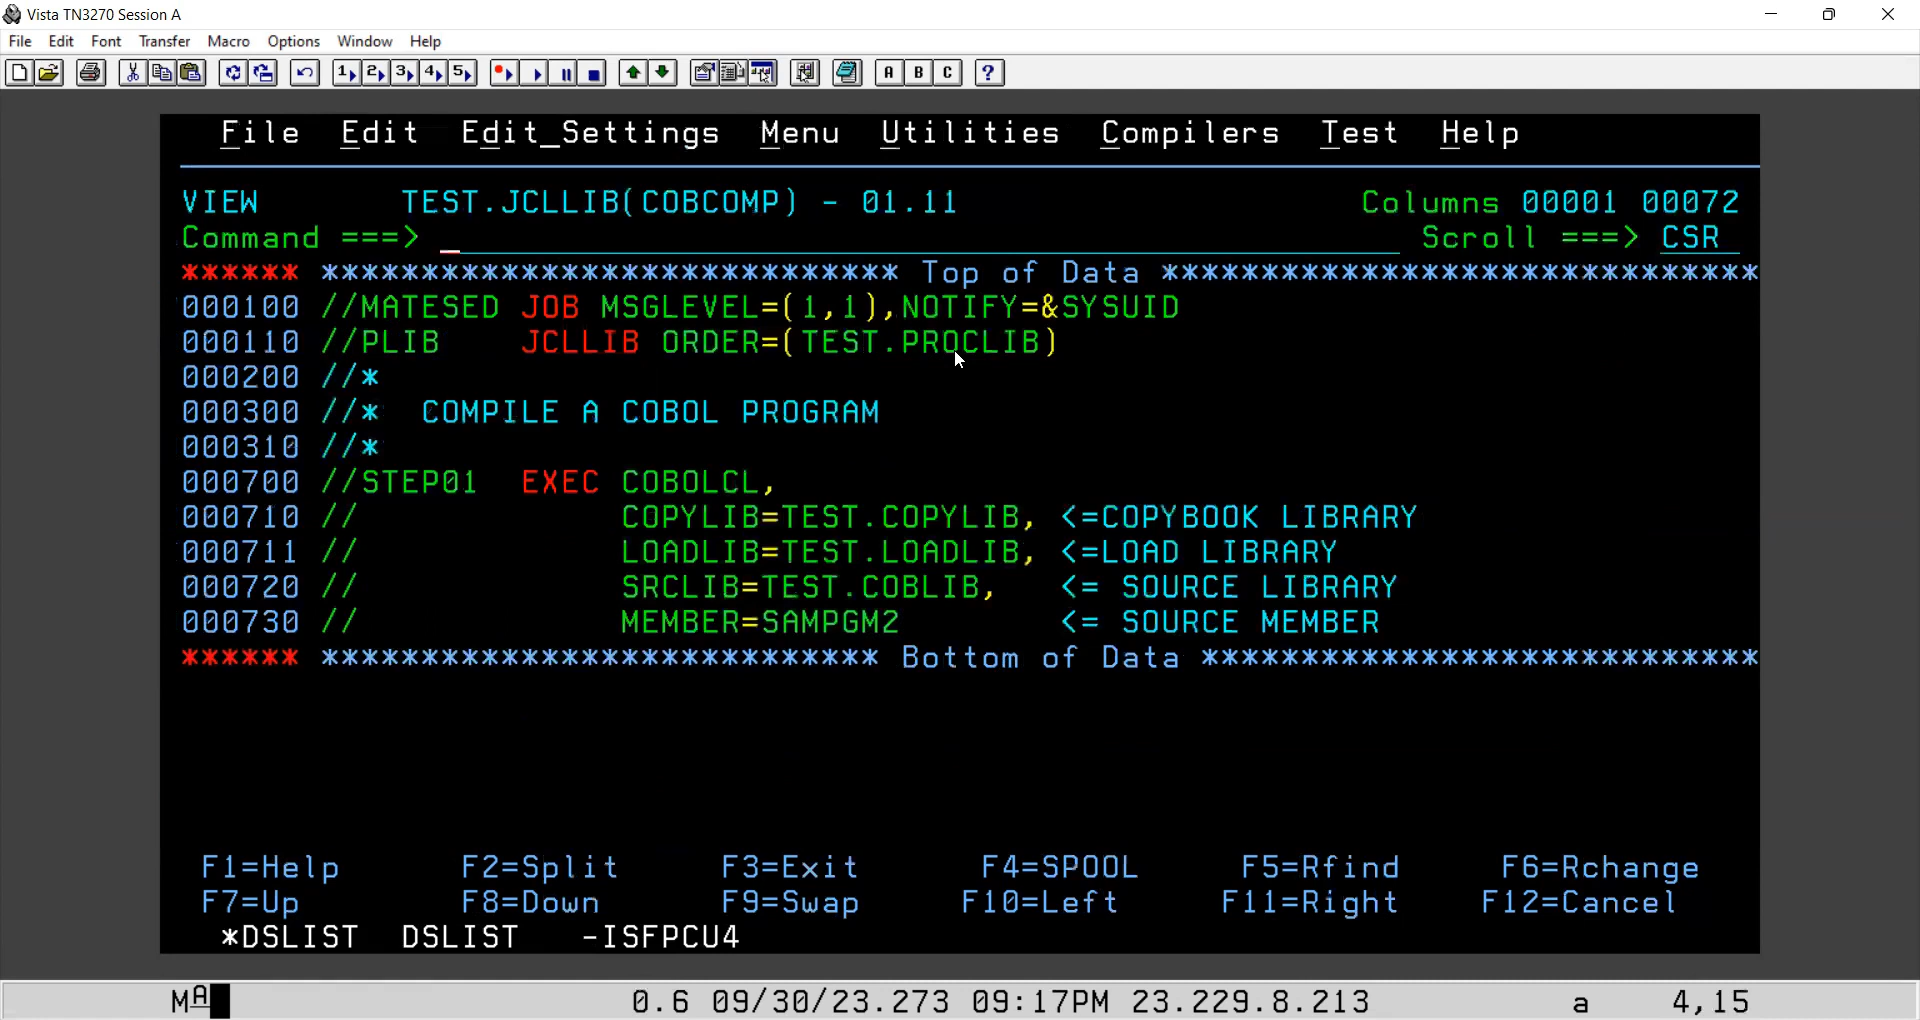 Vista TN3270 Session A
File Edit Font Transfer Macro Options Window Help
1 2 3 4 5 A B C ?
File Edit Edit_Settings Menu Utilities Compilers Test Help
VIEW TEST.JCLLIB(COBCOMP) - 01.11 Columns 00001 00072
Command ===> Scroll ===> CSR
****** ***************************** Top of Data ******************************
000100 //MATESED JOB MSGLEVEL=(1,1),NOTIFY=&SYSUID
000110 //PLIB JCLLIB ORDER=(TEST.PROCLIB)
000200 //*
000300 //* COMPILE A COBOL PROGRAM
000310 //*
000700 //STEP01 EXEC COBOLCL,
000710 // COPYLIB=TEST.COPYLIB, <=COPYBOOK LIBRARY
000711 // LOADLIB=TEST.LOADLIB, <=LOAD LIBRARY
000720 // SRCLIB=TEST.COBLIB, <= SOURCE LIBRARY
000730 // MEMBER=SAMPGM2 <= SOURCE MEMBER
****** **************************** Bottom of Data ****************************
F1=Help F2=Split F3=Exit F4=SPOOL F5=Rfind F6=Rchange
F7=Up F8=Down F9=Swap F10=Left F11=Right F12=Cancel
*DSLIST DSLIST -ISFPCU4
MA 0.6 09/30/23.273 09:17PM 23.229.8.213 a 4,15